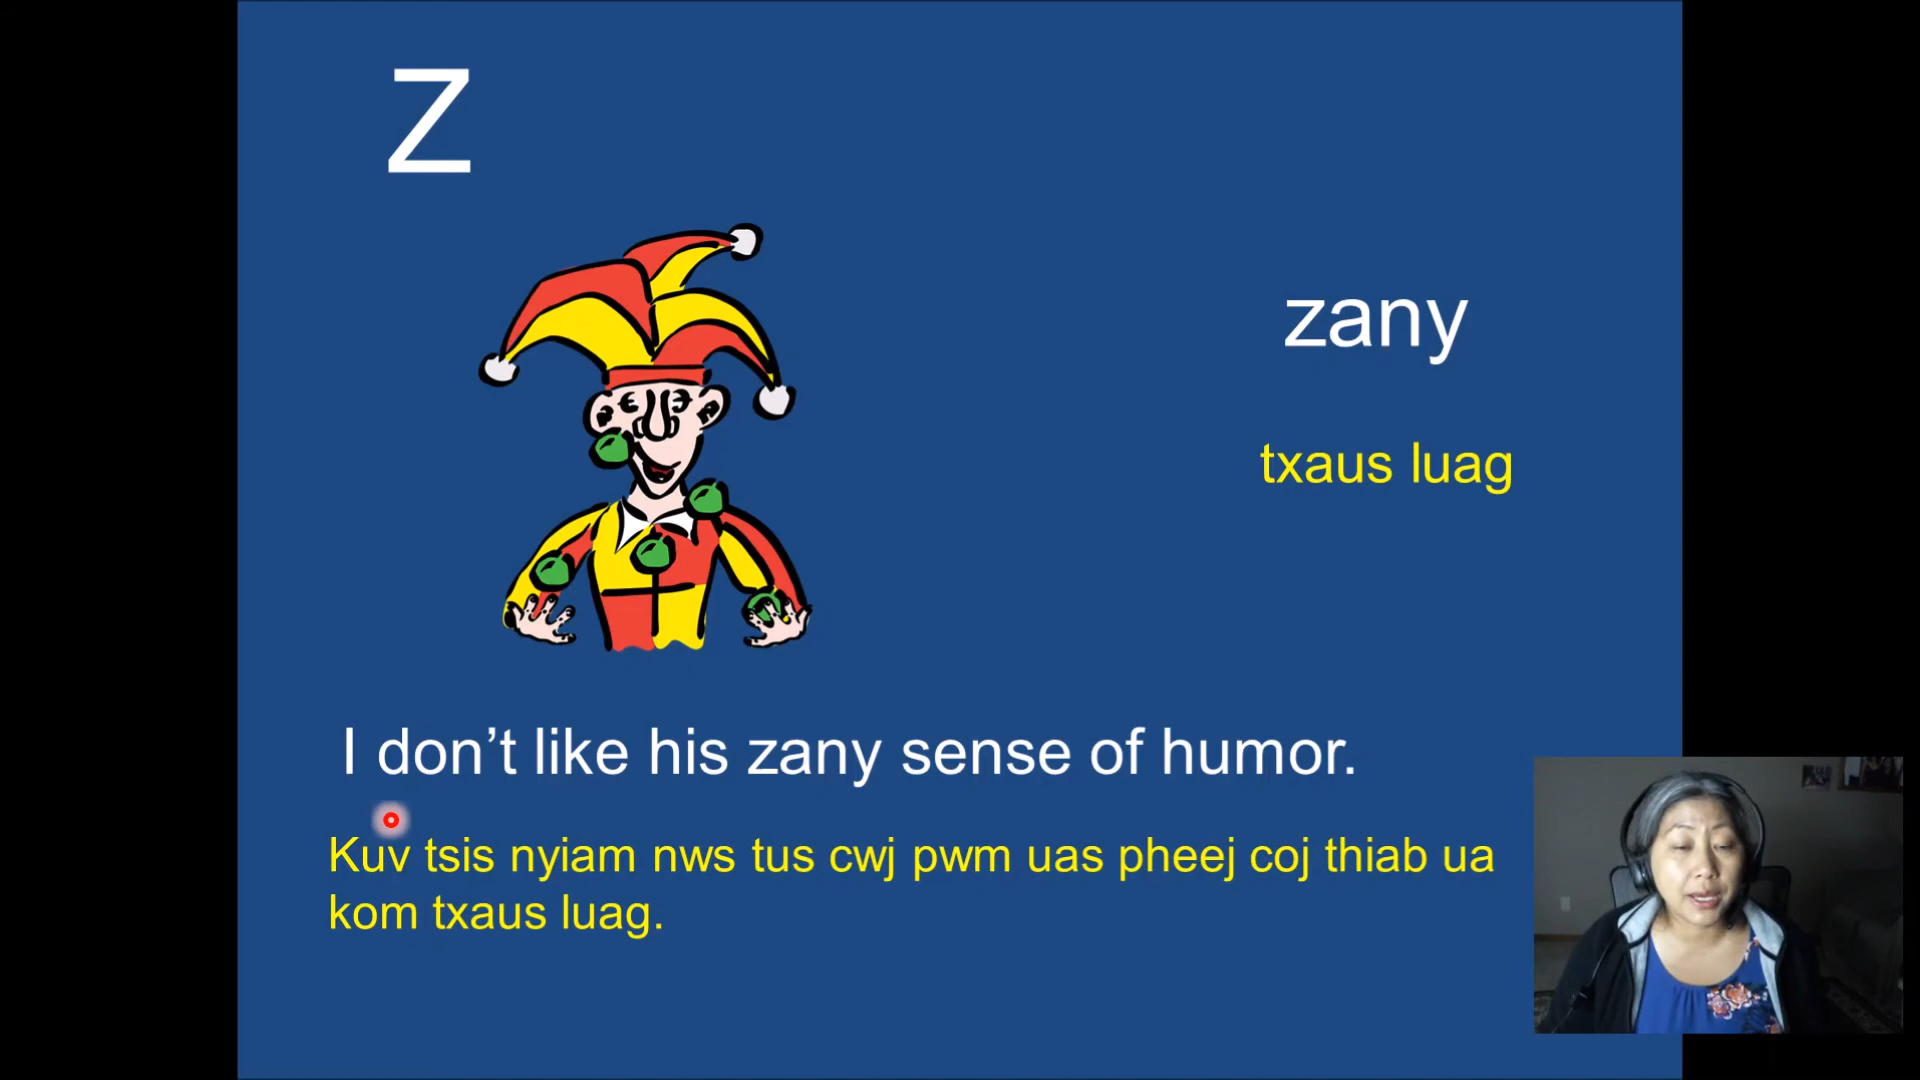 Z
zany
txaus luag
I don’t like his zany sense of humor.
Kuv tsis nyiam nws tus cwj pwm uas pheej coj thiab ua
kom txaus luag.